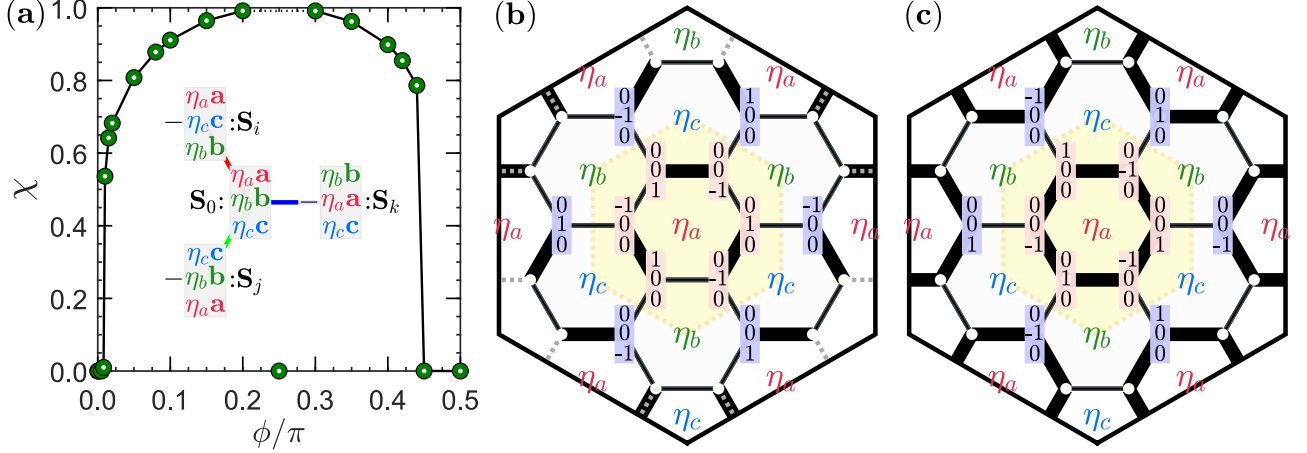 (a)
1.0
0.8
0.6
0.4
0.2
0.0
χ
η_a a
− η_c c :S_i
η_b b
η_a a
S_0: η_b b
η_c c
η_b b
− η_a a :S_k
η_c c
η_c c
− η_b b :S_j
η_a a
0.0 0.1 0.2 0.3 0.4 0.5
ϕ/π
(b)
η_b
η_a η_a
0 1
-1 0
0 0
η_c
0 0
0 0
1 -1
η_b η_b
0 -1 0 -1
1 0 1 0
0 0 0 0
η_a η_a η_a
1 -1
0 0
0 0
η_c η_c
0 0
0 0
-1 1
η_b
η_a η_a
η_c
(c)
η_b
η_a η_a
-1 0
0 1
0 0
η_c
1 0
0 -1
0 0
η_b η_b
0 0 0 0
0 0 0 0
1 -1 1 -1
η_a η_a η_a
0 -1
1 0
0 0
η_c η_c
0 1
-1 0
0 0
η_b
η_a η_a
η_c